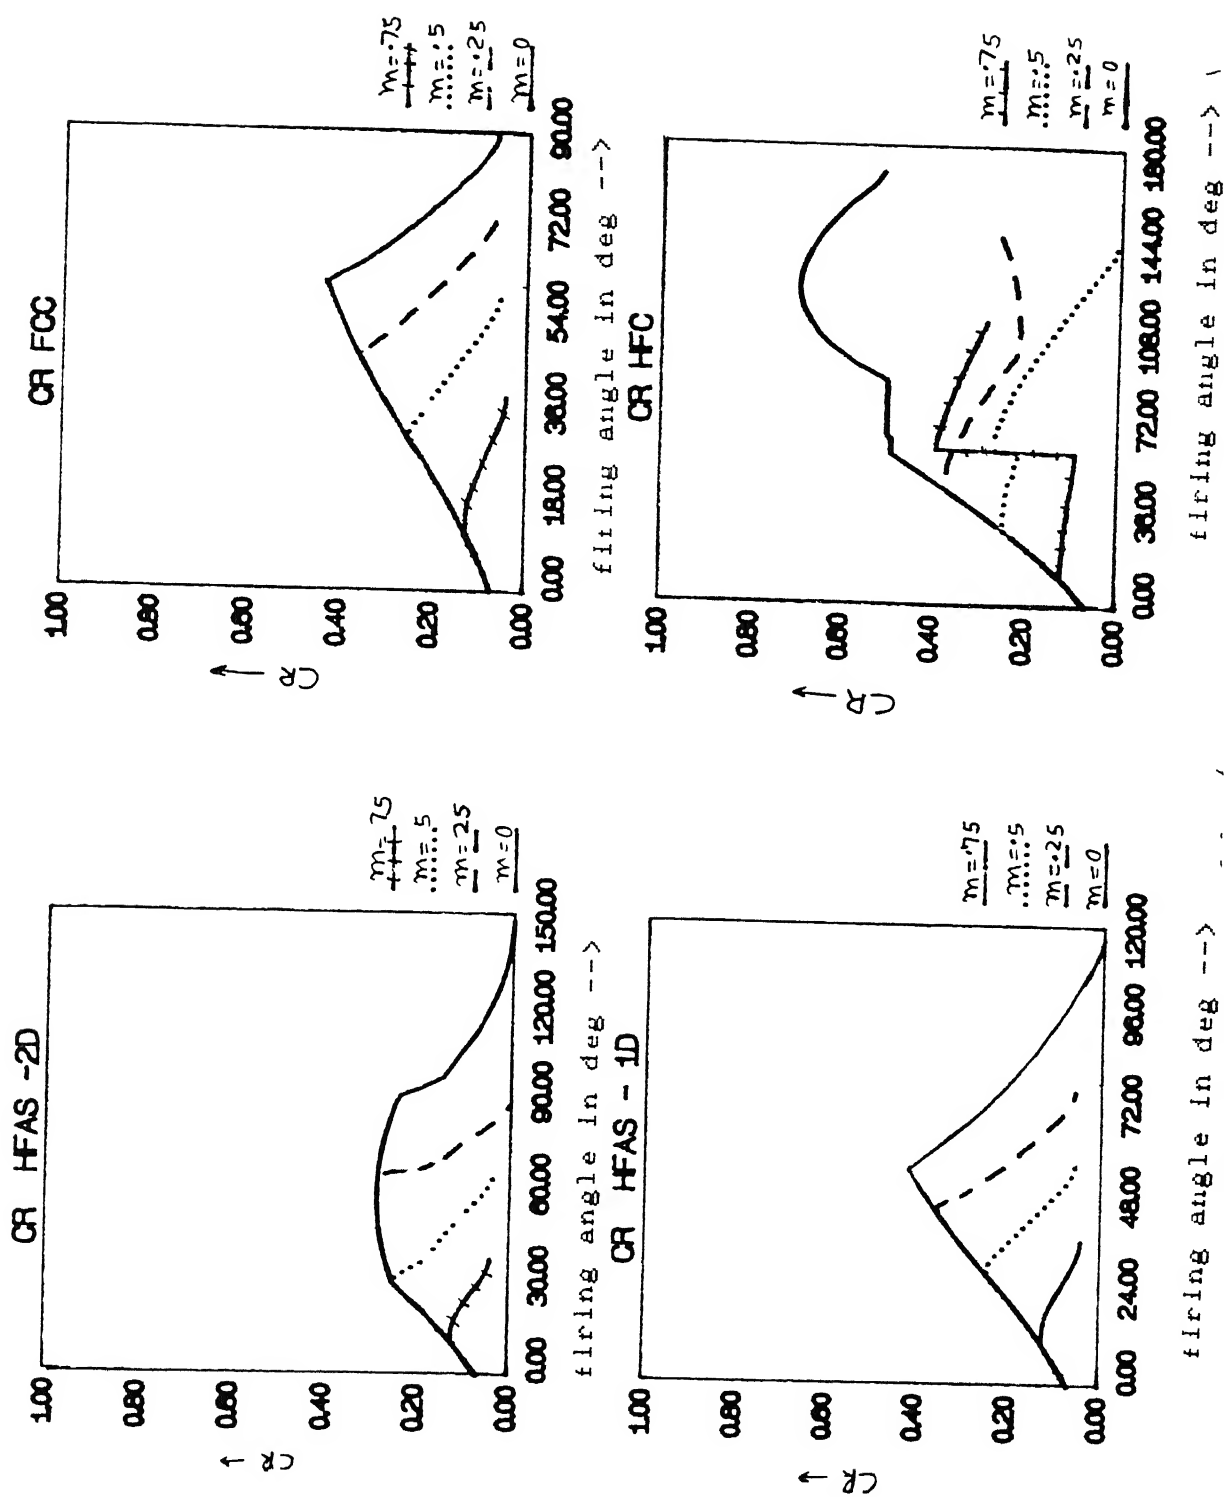 CR HFAS -2D
CR →
1.00
0.80
0.60
0.40
0.20
0.00
0.00 30.00 60.00 90.00 120.00 150.00
firing angle in deg -->
m=.75
m=.5
m=.25
m=0
CR FCC
CR →
1.00
0.80
0.60
0.40
0.20
0.00
0.00 18.00 36.00 54.00 72.00 90.00
firing angle in deg -->
m=.75
m=.5
m=.25
m=0
CR HFAS - 1D
CR →
1.00
0.80
0.60
0.40
0.20
0.00
0.00 24.00 48.00 72.00 96.00 120.00
firing angle in deg -->
m=.75
m=.5
m=.25
m=0
CR HFC
CR →
1.00
0.80
0.60
0.40
0.20
0.00
0.00 36.00 72.00 108.00 144.00 180.00
firing angle in deg -->
m=.75
m=.5
m=.25
m=0